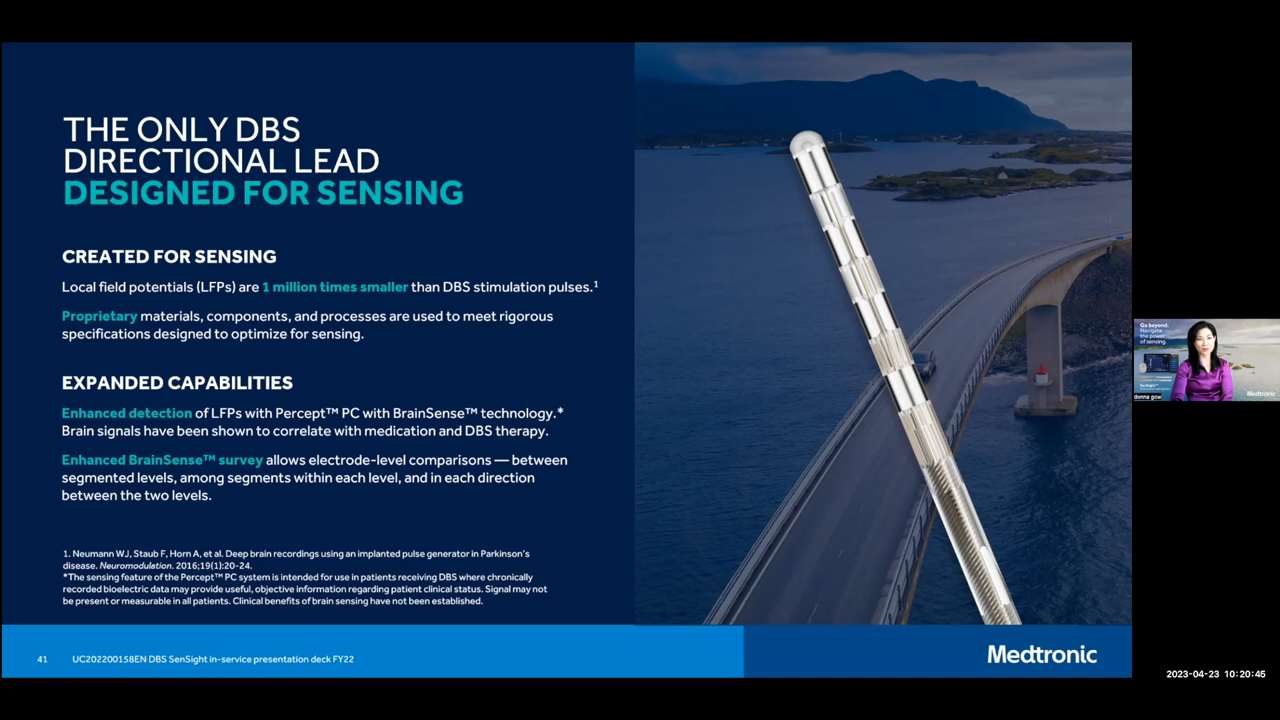 THE ONLY DBS
DIRECTIONAL LEAD
DESIGNED FOR SENSING
CREATED FOR SENSING
Local field potentials (LFPs) are 1 million times smaller than DBS stimulation pulses.¹
Proprietary materials, components, and processes are used to meet rigorous
specifications designed to optimize for sensing.
EXPANDED CAPABILITIES
Enhanced detection of LFPs with Percept™ PC with BrainSense™ technology.*
Brain signals have been shown to correlate with medication and DBS therapy.
Enhanced BrainSense™ survey allows electrode-level comparisons — between
segmented levels, among segments within each level, and in each direction
between the two levels.
1. Neumann WJ, Staub F, Horn A, et al. Deep brain recordings using an implanted pulse generator in Parkinson's
disease. Neuromodulation. 2016;19(1):20-24.
*The sensing feature of the Percept™ PC system is intended for use in patients receiving DBS where chronically
recorded bioelectric data may provide useful, objective information regarding patient clinical status. Signal may not
be present or measurable in all patients. Clinical benefits of brain sensing have not been established.
41 UC202200158EN DBS SenSight in-service presentation deck FY22
Medtronic
Go beyond.
Navigate
the power
of sensing.
Medtronic
donna gow
2023-04-23 10:20:45